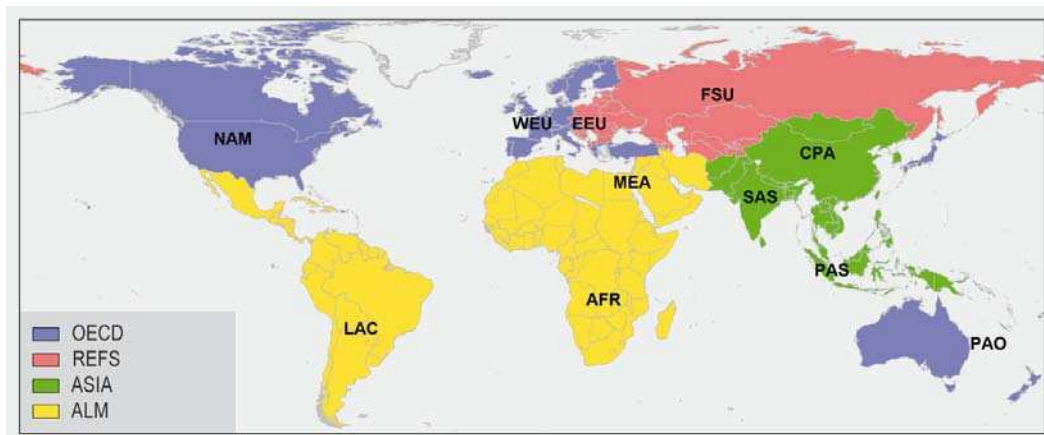 FSU
WEU
EEU
NAM
CPA
MEA
SAS
PAS
AFR
LAC
PAO
OECD
REFS
ASIA
ALM